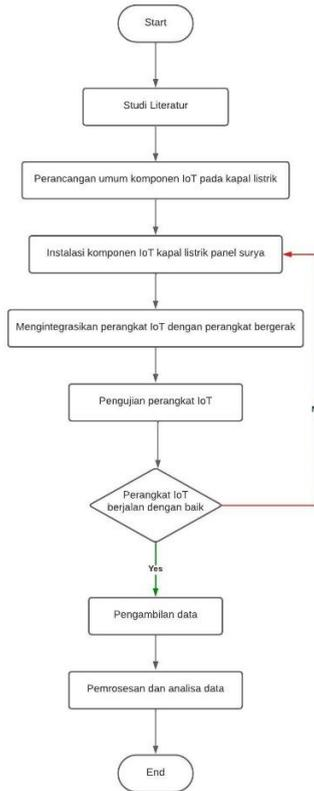 Start
Studi Literatur
Perancangan umum komponen IoT pada kapal listrik
Instalasi komponen IoT kapal listrik panel surya
Mengintegrasikan perangkat IoT dengan perangkat bergerak
Pengujian perangkat IoT
Perangkat IoT
berjalan dengan baik
Yes
Pengambilan data
Pemrosesan dan analisa data
End